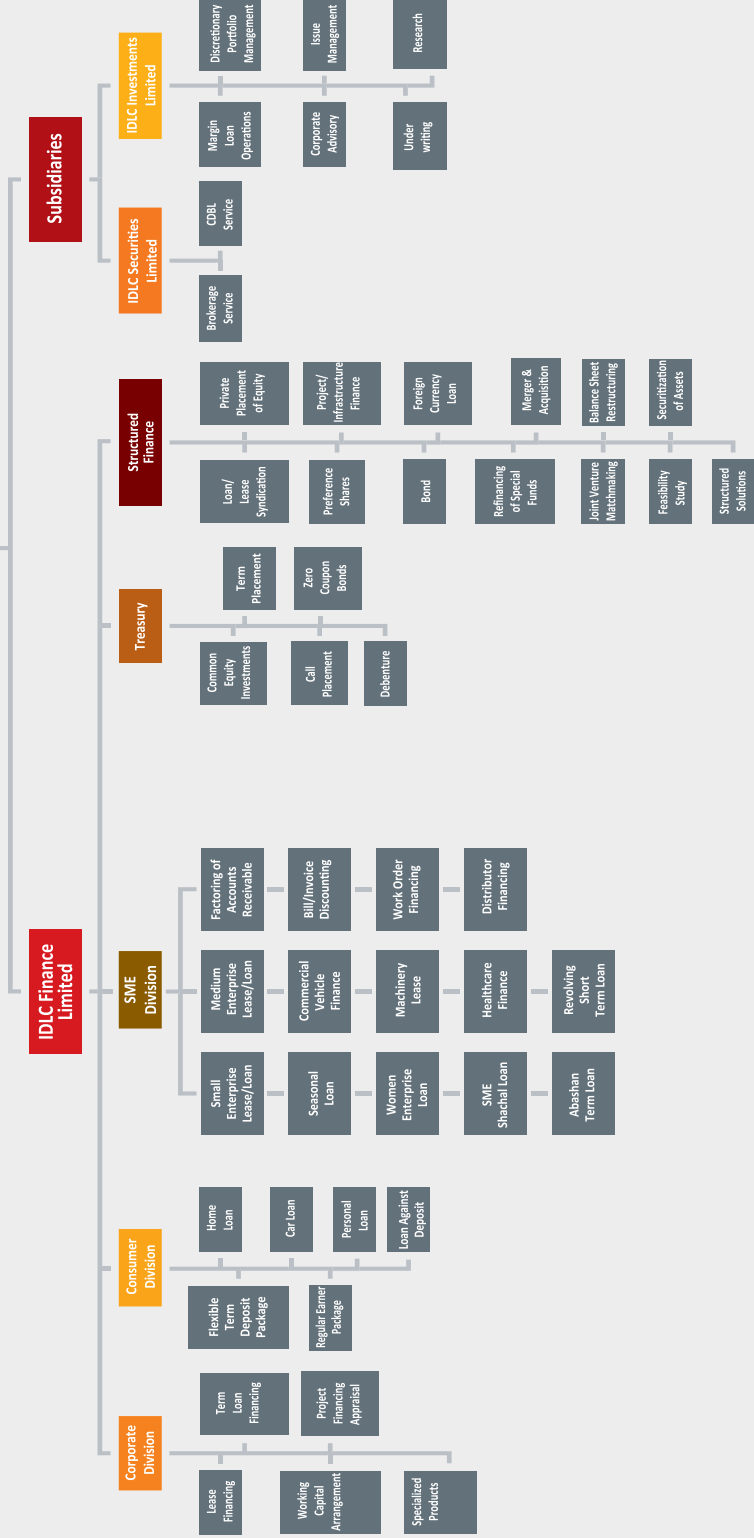 IDLC Finance
Limited
Subsidiaries
Corporate
Division
Lease
Financing
Term
Loan
Financing
Working
Capital
Arrangement
Project
Financing
Appraisal
Specialized
Products
Consumer
Division
Flexible
Term
Deposit
Package
Home
Loan
Regular Earner
Package
Car Loan
Personal
Loan
Loan Against
Deposit
SME
Division
Small
Enterprise
Lease/Loan
Seasonal
Loan
Women
Enterprise
Loan
SME
Shachal Loan
Abashan
Term Loan
Medium
Enterprise
Lease/Loan
Commercial
Vehicle
Finance
Machinery
Lease
Healthcare
Finance
Revolving
Short
Term Loan
Factoring of
Accounts
Receivable
Bill/Invoice
Discounting
Work Order
Financing
Distributor
Financing
Treasury
Common
Equity
Investments
Term
Placement
Call
Placement
Zero
Coupon
Bonds
Debenture
Structured
Finance
Loan/
Lease
Syndication
Private
Placement
of Equity
Preference
Shares
Project/
Infrastructure
Finance
Bond
Foreign
Currency
Loan
Refinancing
of Special
Funds
Merger &
Acquisition
Joint Venture
Matchmaking
Balance Sheet
Restructuring
Feasibility
Study
Securitization
of Assets
Structured
Solutions
IDLC Securities
Limited
Brokerage
Service
CDBL
Service
IDLC Investments
Limited
Margin
Loan
Operations
Discretionary
Portfolio
Management
Corporate
Advisory
Issue
Management
Under
writing
Research